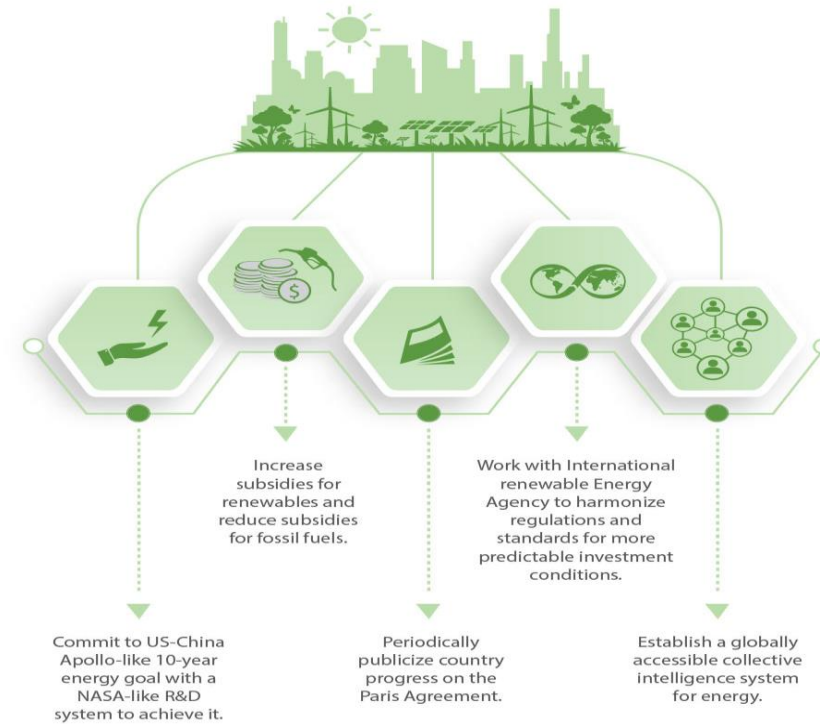 $
Increase
subsidies for
renewables and
reduce subsidies
for fossil fuels.
Work with International
renewable Energy
Agency to harmonize
regulations and
standards for more
predictable investment
conditions.
Commit to US-China
Apollo-like 10-year
energy goal with a
NASA-like R&D
system to achieve it.
Periodically
publicize country
progress on the
Paris Agreement.
Establish a globally
accessible collective
intelligence system
for energy.